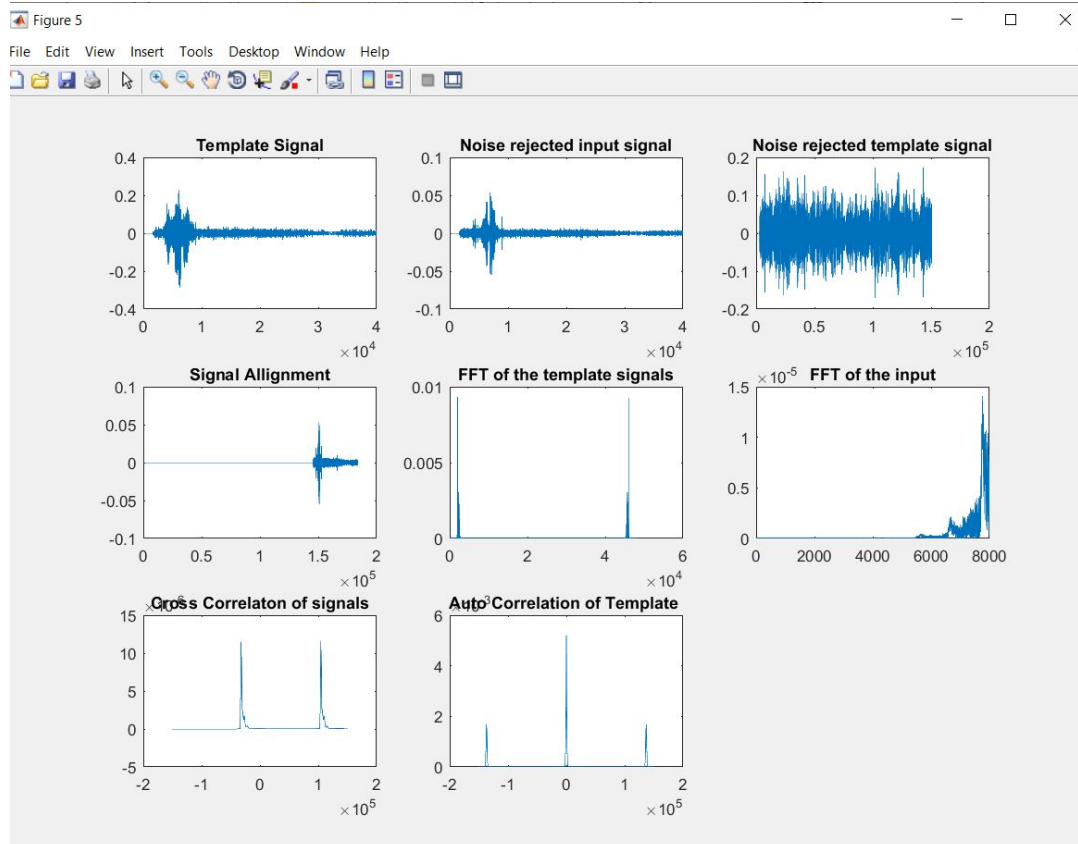 Figure 5
File Edit View Insert Tools Desktop Window Help
Template Signal
0.4
0.2
0
-0.2
-0.4
0 1 2 3 4
×10^4
Noise rejected input signal
0.1
0.05
0
-0.05
-0.1
0 1 2 3 4
×10^4
Noise rejected template signal
0.2
0.1
0
-0.1
-0.2
0 0.5 1 1.5 2
×10^5
Signal Allignment
0.1
0.05
0
-0.05
-0.1
0 0.5 1 1.5 2
×10^5
FFT of the template signals
0.01
0.005
0
0 2 4 6
×10^4
FFT of the input
×10^-5
1.5
1
0.5
0
0 2000 4000 6000 8000
Cross Correlaton of signals
×10^-6
15
10
5
0
-5
-2 -1 0 1 2
×10^5
Auto Correlation of Template
×10^-3
6
4
2
0
-2 -1 0 1 2
×10^5